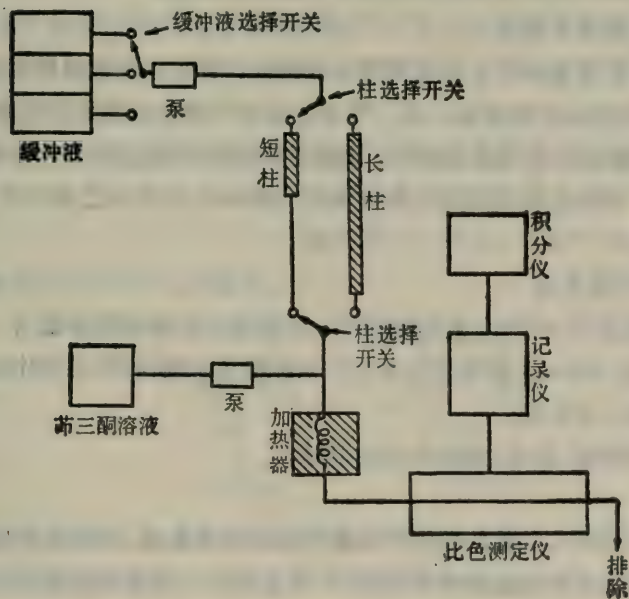 缓冲液选择开关
泵
柱选择开关
缓冲液
短柱
长柱
积分仪
柱选择
开关
记录仪
茚三酮溶液
泵
加热器
比色测定仪
排除